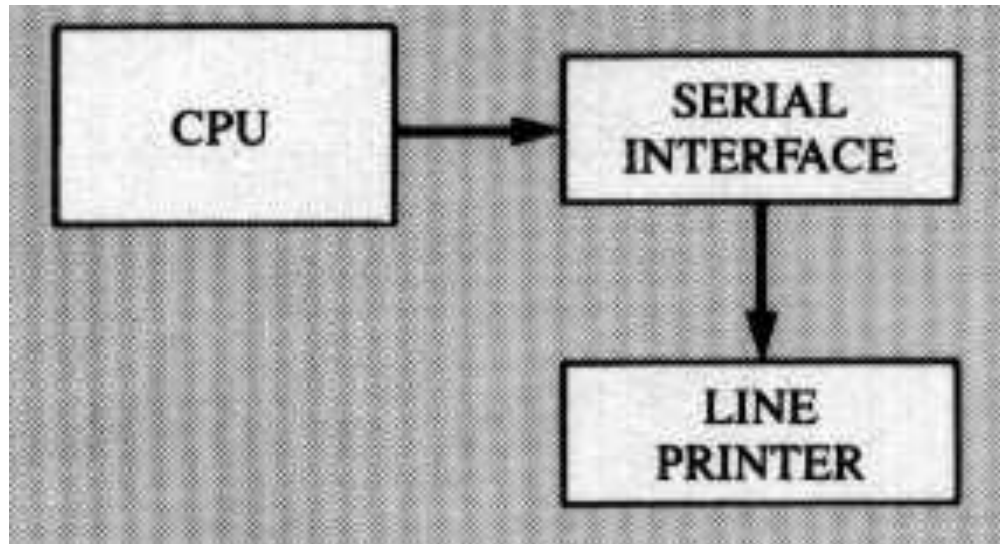 CPU
SERIAL
INTERFACE
LINE
PRINTER